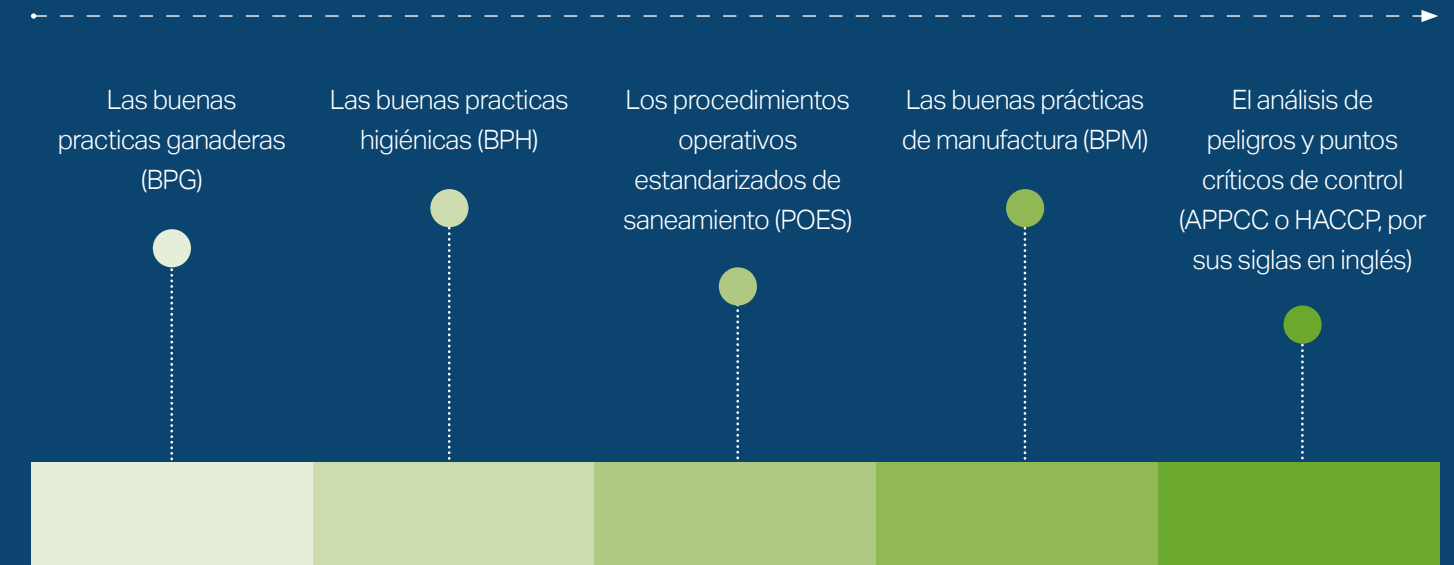 Las buenas
practicas ganaderas
(BPG)
Las buenas practicas
higiénicas (BPH)
Los procedimientos
operativos
estandarizados de
saneamiento (POES)
Las buenas prácticas
de manufactura (BPM)
El análisis de
peligros y puntos
críticos de control
(APPCC o HACCP, por
sus siglas en inglés)